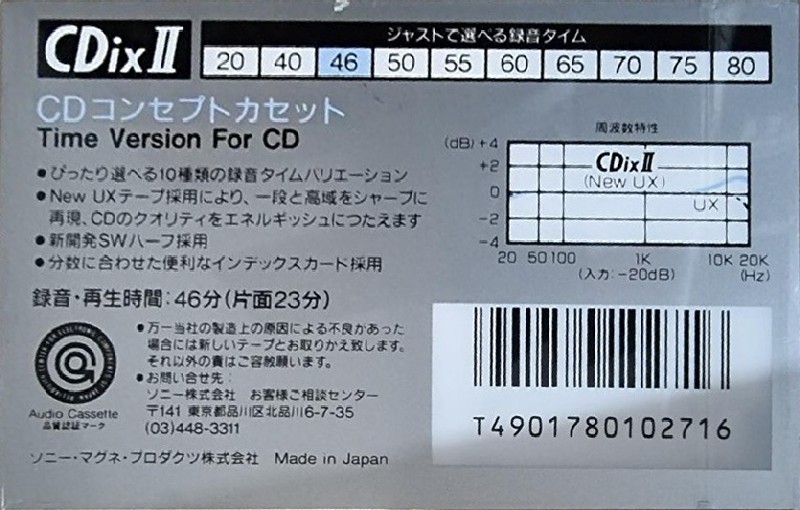 CDixⅡ
ジャストで選べる録音タイム
20 40 46 50 55 60 65 70 75 80
CDコンセプトカセット
Time Version For CD
●ぴったり選べる10種類の録音タイムバリエーション
●New UXテープ採用により、一段と高域をシャープに
再現、CDのクオリティをエネルギッシュにつたえます
●新開発SWハーフ採用
●分数に合わせた便利なインデックスカード採用
周波数特性
(dB) +4
+2
0
-2
-4
CDixⅡ
(New UX)
UX
20 50 100 1K 10K 20K
(入力:-20dB) (Hz)
録音・再生時間:46分(片面23分)
●万一当社の製造上の原因による不良があった
場合には新しいテープとお取りかえ致します。
それ以外の責はご容赦願います。
●お問い合せ先:
ソニー株式会社 お客様ご相談センター
〒141 東京都品川区北品川6-7-35
(03)448-3311
Audio Cassette
品質認証マーク
ソニー・マグネ・プロダクツ株式会社 Made in Japan
T4901780102716